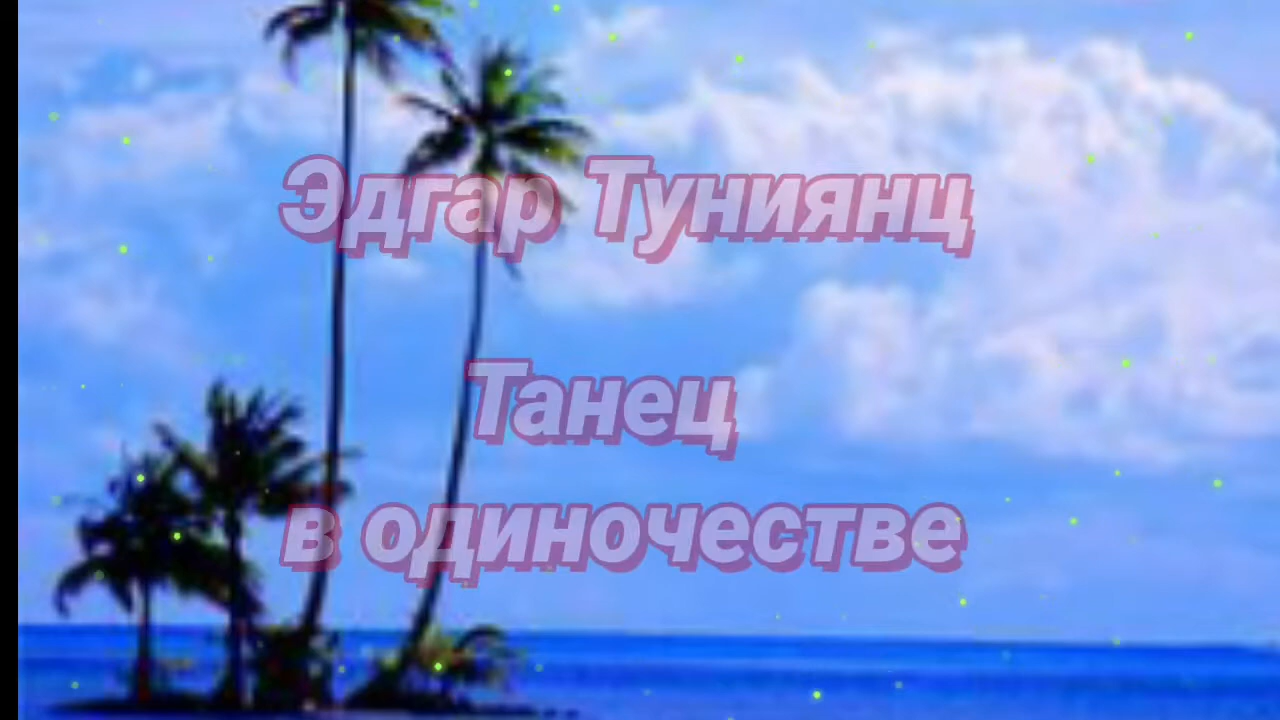 Эдгар Туниянц
Танец
в одиночестве